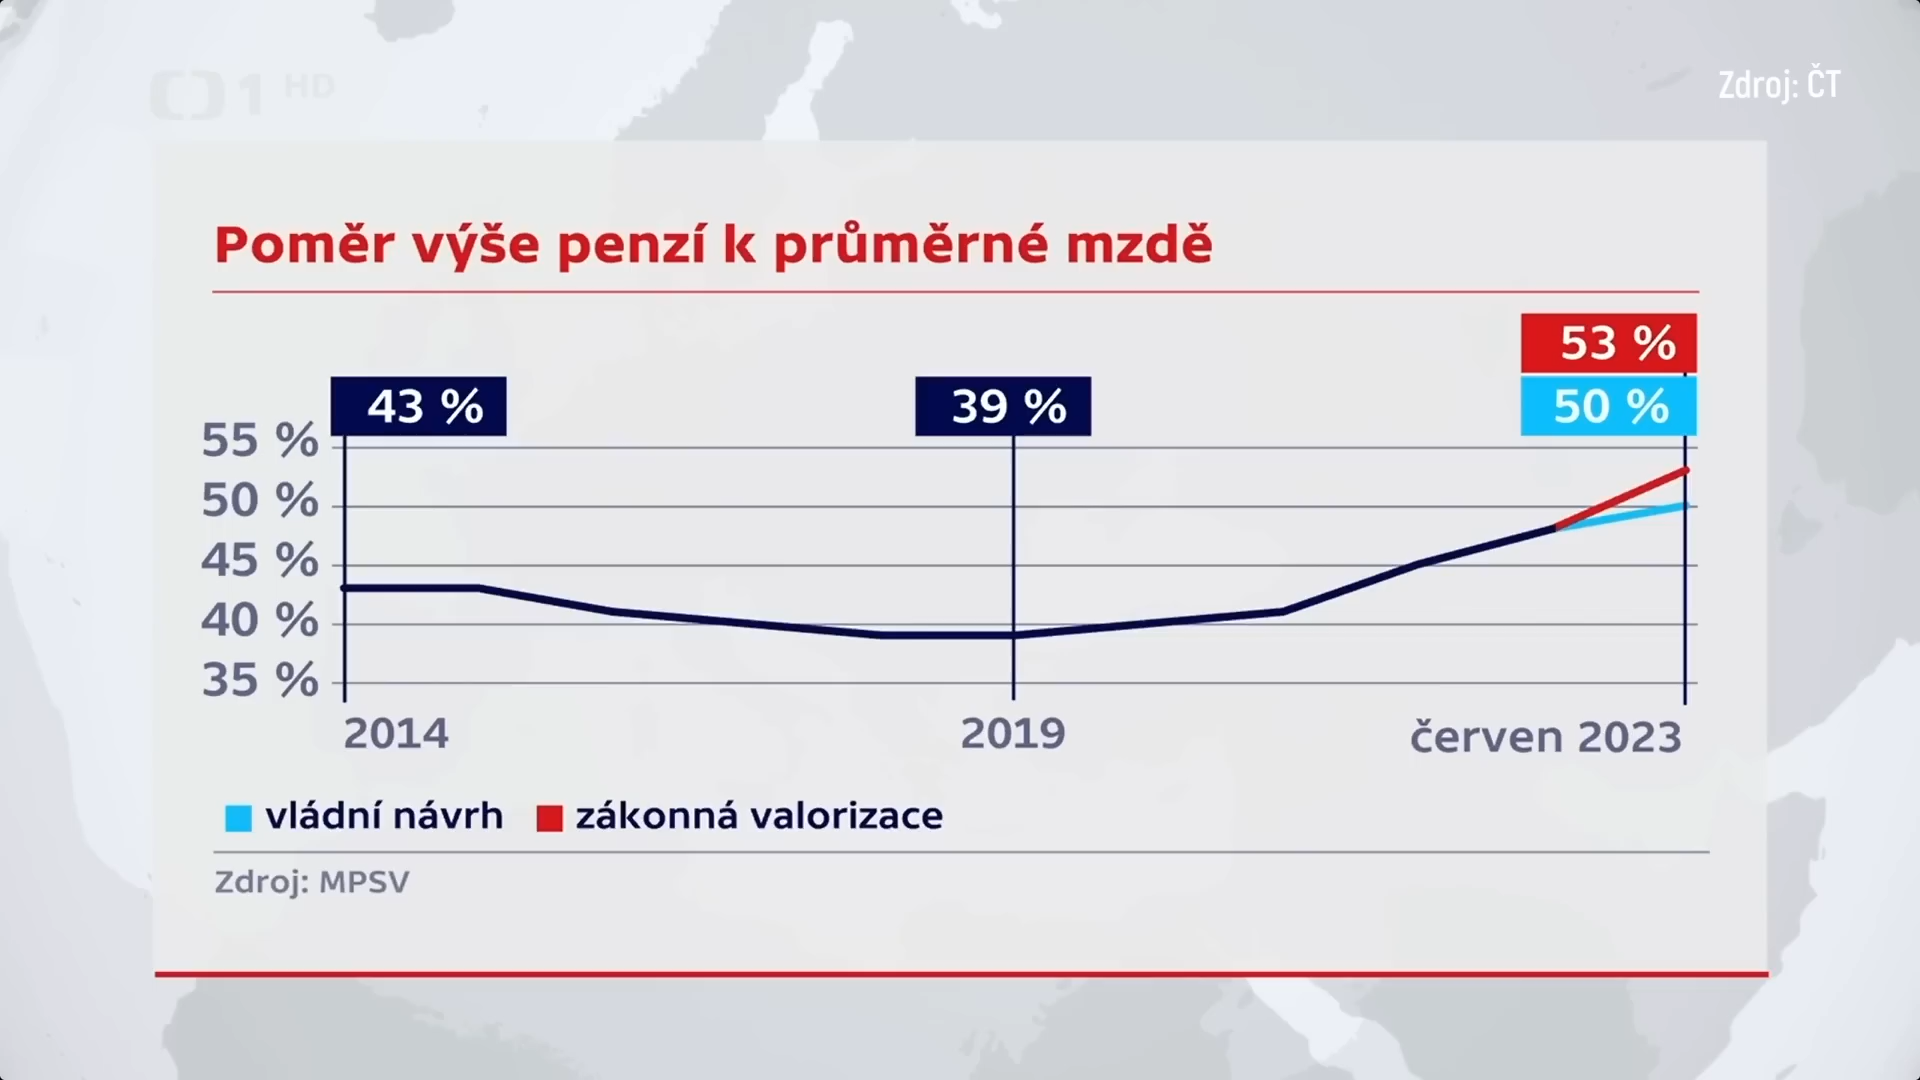 1 HD
Zdroj: ČT
Poměr výše penzí k průměrné mzdě
53 %
43 %
39 %
50 %
55 %
50 %
45 %
40 %
35 %
2014
2019
červen 2023
vládní návrh
zákonná valorizace
Zdroj: MPSV